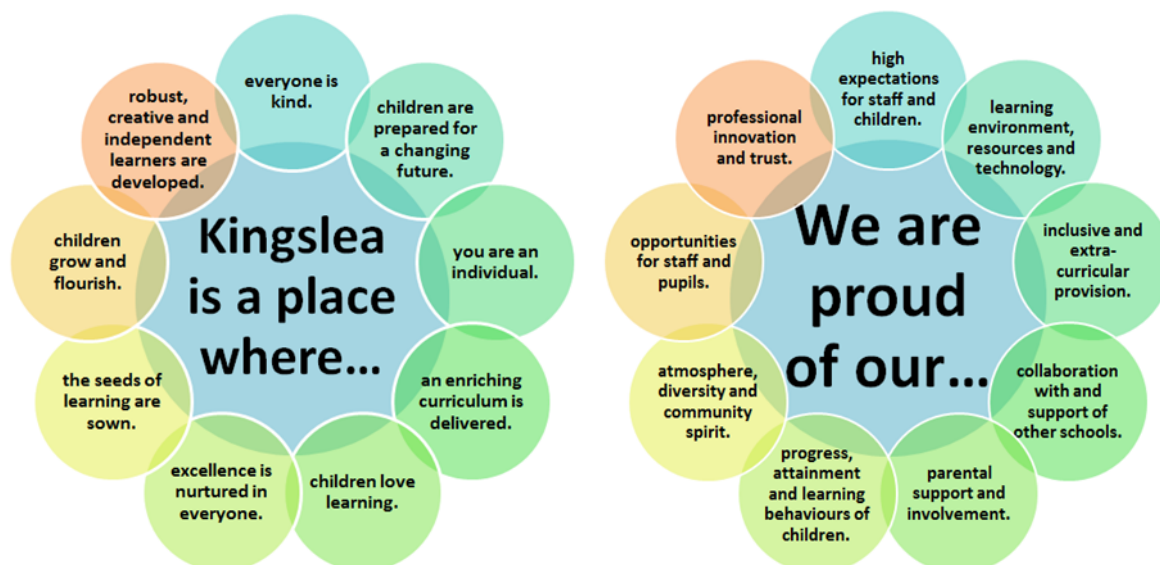 Kingslea
is a place
where...
everyone is
kind.
children are
prepared for
a changing
future.
you are an
individual.
an enriching
curriculum is
delivered.
children love
learning.
excellence is
nurtured in
everyone.
the seeds of
learning are
sown.
children
grow and
flourish.
robust,
creative and
independent
learners are
developed.
We are
proud
of our...
high
expectations
for staff and
children.
learning
environment,
resources and
technology.
inclusive and
extra-
curricular
provision.
collaboration
with and
support of
other schools.
parental
support and
involvement.
progress,
attainment
and learning
behaviours of
children.
atmosphere,
diversity and
community
spirit.
opportunities
for staff and
pupils.
professional
innovation
and trust.